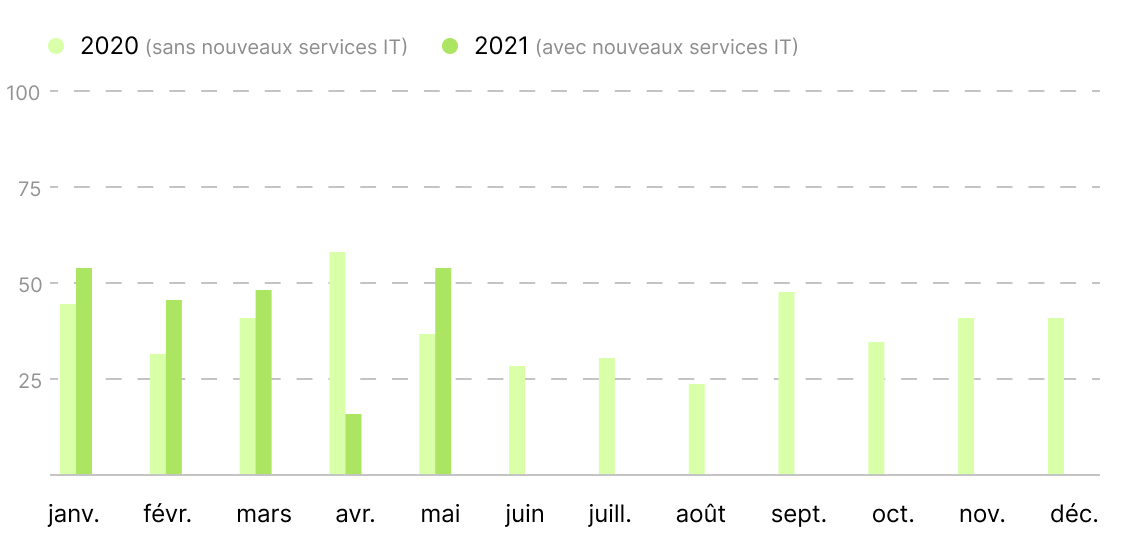 2020 (sans nouveaux services IT) 2021 (avec nouveaux services IT)
100
75
50
25
janv. févr. mars avr. mai juin juill. août sept. oct. nov. déc.